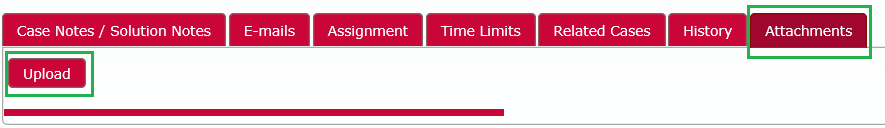 Case Notes / Solution Notes E-mails Assignment Time Limits Related Cases History Attachments
Upload